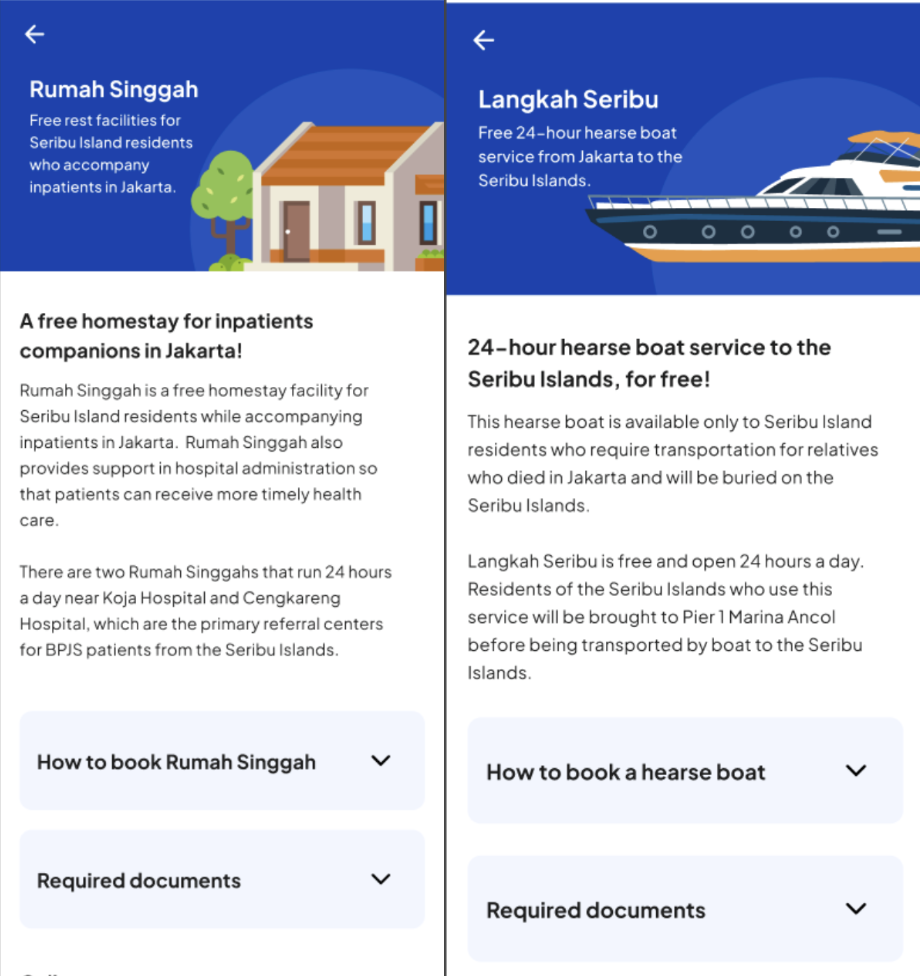 Rumah Singgah
Free rest facilities for
Seribu Island residents
who accompany
inpatients in Jakarta.
A free homestay for inpatients
companions in Jakarta!
Rumah Singgah is a free homestay facility for
Seribu Island residents while accompanying
inpatients in Jakarta. Rumah Singgah also
provides support in hospital administration so
that patients can receive more timely health
care.
There are two Rumah Singgahs that run 24 hours
a day near Koja Hospital and Cengkareng
Hospital, which are the primary referral centers
for BPJS patients from the Seribu Islands.
How to book Rumah Singgah
Required documents
Langkah Seribu
Free 24-hour hearse boat
service from Jakarta to the
Seribu Islands.
24-hour hearse boat service to the
Seribu Islands, for free!
This hearse boat is available only to Seribu Island
residents who require transportation for relatives
who died in Jakarta and will be buried on the
Seribu Islands.
Langkah Seribu is free and open 24 hours a day.
Residents of the Seribu Islands who use this
service will be brought to Pier 1 Marina Ancol
before being transported by boat to the Seribu
Islands.
How to book a hearse boat
Required documents